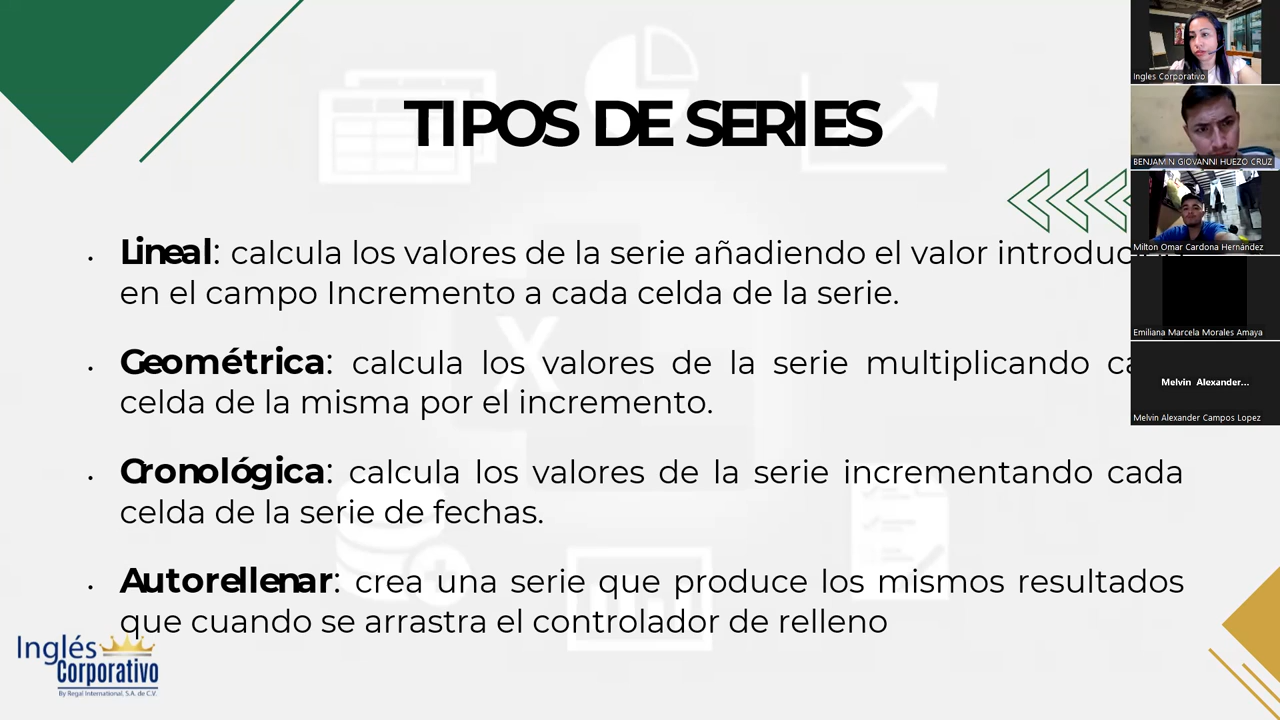 TIPOS DE SERIES
Lineal: calcula los valores de la serie añadiendo el valor
en el campo Incremento a cada celda de la serie.
Geométrica: calcula los valores de la serie multiplicando
celda de la misma por el incremento.
Cronológica: calcula los valores de la serie incrementando cada
celda de la serie de fechas.
Autorellenar: crea una serie que produce los mismos resultados
que cuando se arrastra el controlador de relleno
Inglés
Corporativo
By Regal International, S.A. de C.V.
Ingles Corporativo
BENJAMIN GIOVANNI HUEZO CRUZ
Milton Omar Cardona Hernández
Emiliana Marcela Morales Amaya
Melvin Alexander...
Melvin Alexander Campos Lopez